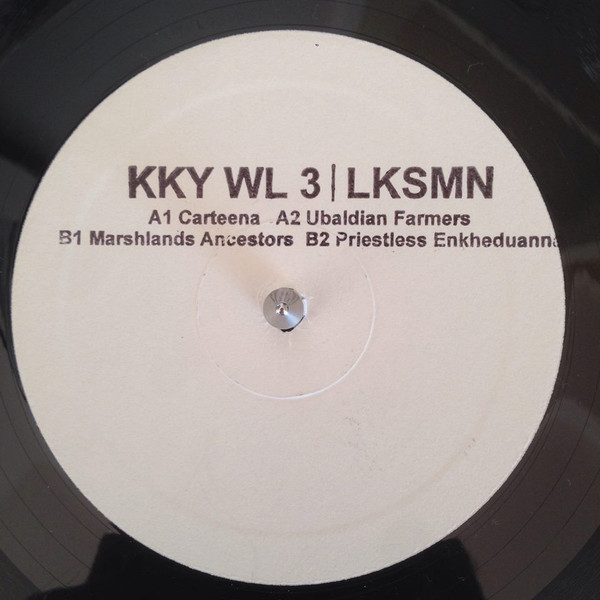 KKY WL 3|LKSMN
A1 Carteena A2 Ubaldian Farmers
B1 Marshlands Ancestors B2 Priestless Enkheduanna